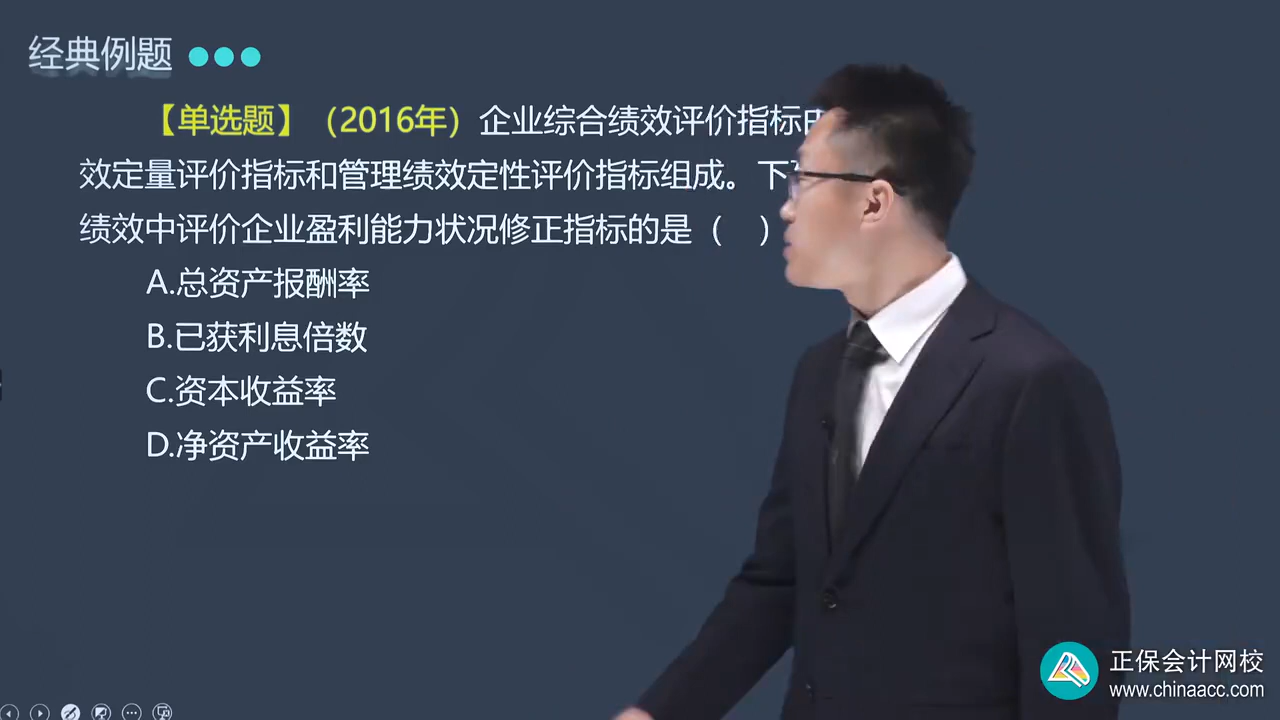 经典例题
【单选题】（2016年）企业综合绩效评价指标由
效定量评价指标和管理绩效定性评价指标组成。下
绩效中评价企业盈利能力状况修正指标的是（ ）
A.总资产报酬率
B.已获利息倍数
C.资本收益率
D.净资产收益率
正保会计网校
www.chinaacc.com